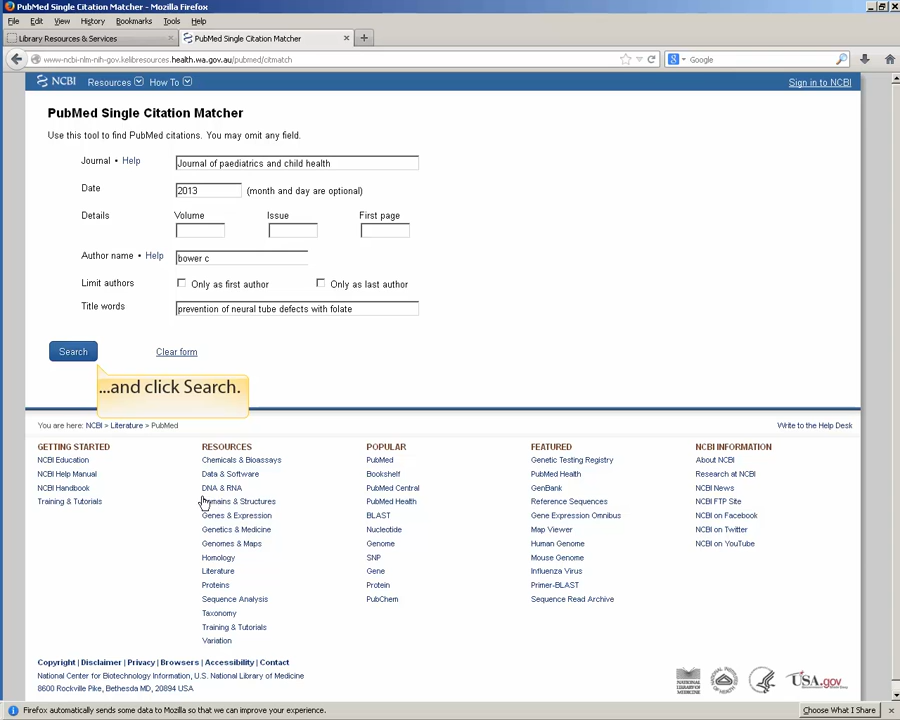 PubMed Single Citation Matcher - Mozilla Firefox
File Edit View History Bookmarks Tools Help
Library Resources & Services × PubMed Single Citation Matcher × +
www-ncbi-nlm-nih-gov.kelibresources.health.wa.gov.au/pubmed/citmatch Google
NCBI Resources How To Sign in to NCBI
PubMed Single Citation Matcher
Use this tool to find PubMed citations. You may omit any field.
Journal • Help Journal of paediatrics and child health
Date 2013 (month and day are optional)
Details Volume Issue First page
Author name • Help bower c
Limit authors Only as first author Only as last author
Title words prevention of neural tube defects with folate
Search Clear form
...and click Search.
You are here: NCBI > Literature > PubMed Write to the Help Desk
GETTING STARTED
NCBI Education
NCBI Help Manual
NCBI Handbook
Training & Tutorials
RESOURCES
Chemicals & Bioassays
Data & Software
DNA & RNA
& Structures
Genes & Expression
Genetics & Medicine
Genomes & Maps
Homology
Literature
Proteins
Sequence Analysis
Taxonomy
Training & Tutorials
Variation
POPULAR
PubMed
Bookshelf
PubMed Central
PubMed Health
BLAST
Nucleotide
Genome
SNP
Gene
Protein
PubChem
FEATURED
Genetic Testing Registry
PubMed Health
GenBank
Reference Sequences
Gene Expression Omnibus
Map Viewer
Human Genome
Mouse Genome
Influenza Virus
Primer-BLAST
Sequence Read Archive
NCBI INFORMATION
About NCBI
Research at NCBI
NCBI News
NCBI FTP Site
NCBI on Facebook
NCBI on Twitter
NCBI on YouTube
Copyright | Disclaimer | Privacy | Browsers | Accessibility | Contact
National Center for Biotechnology Information, U.S. National Library of Medicine
8600 Rockville Pike, Bethesda MD, 20894 USA
USA.gov
Firefox automatically sends some data to Mozilla so that we can improve your experience. Choose What I Share